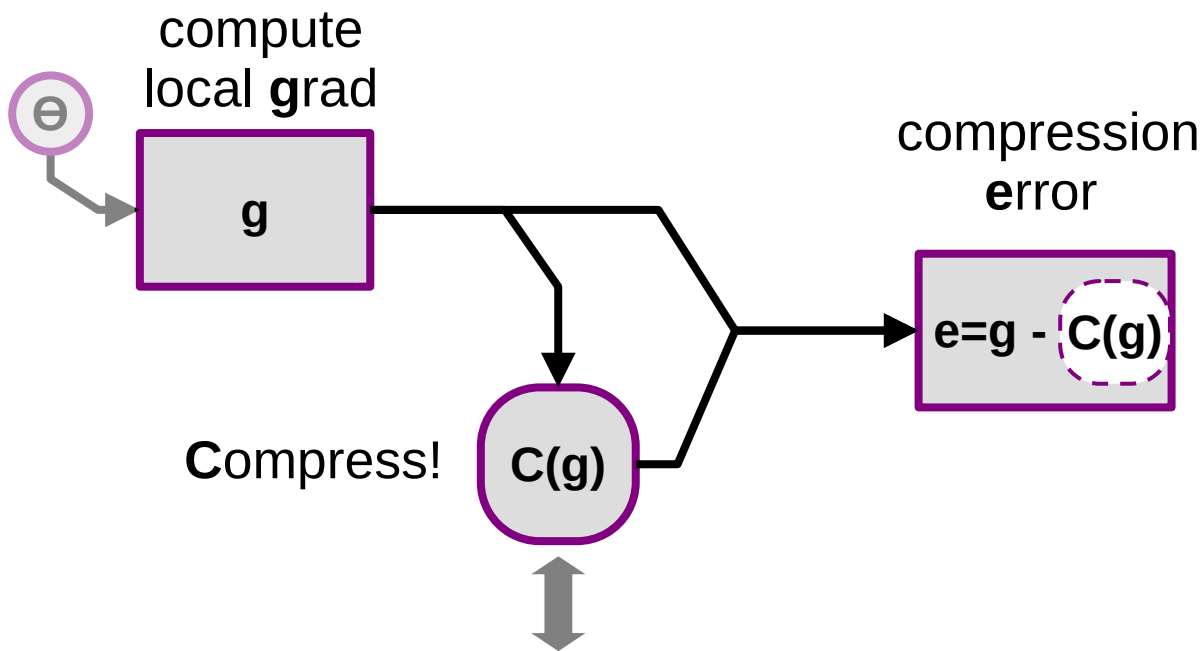 compute
local grad
ɵ
g
compression
error
e=g - C(g)
Compress!
C(g)